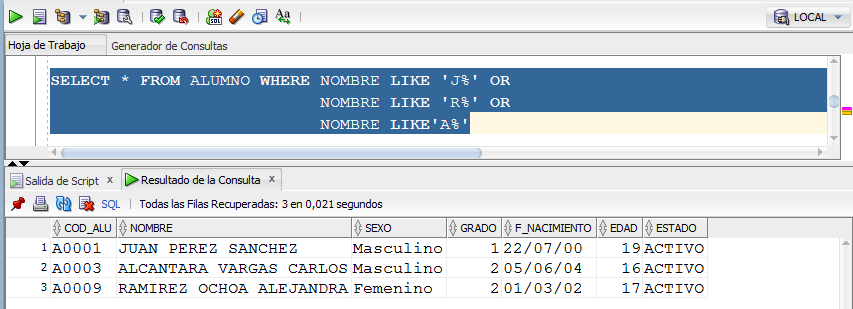 SQL
Aa
LOCAL
Hoja de Trabajo Generador de Consultas
SELECT * FROM ALUMNO WHERE NOMBRE LIKE 'J%' OR
NOMBRE LIKE 'R%' OR
NOMBRE LIKE'A%'
Salida de Script x Resultado de la Consulta x
SQL | Todas las Filas Recuperadas: 3 en 0,021 segundos
COD_ALU NOMBRE SEXO GRADO F_NACIMIENTO EDAD ESTADO
1 A0001 JUAN PEREZ SANCHEZ Masculino 1 22/07/00 19 ACTIVO
2 A0003 ALCANTARA VARGAS CARLOS Masculino 2 05/06/04 16 ACTIVO
3 A0009 RAMIREZ OCHOA ALEJANDRA Femenino 2 01/03/02 17 ACTIVO